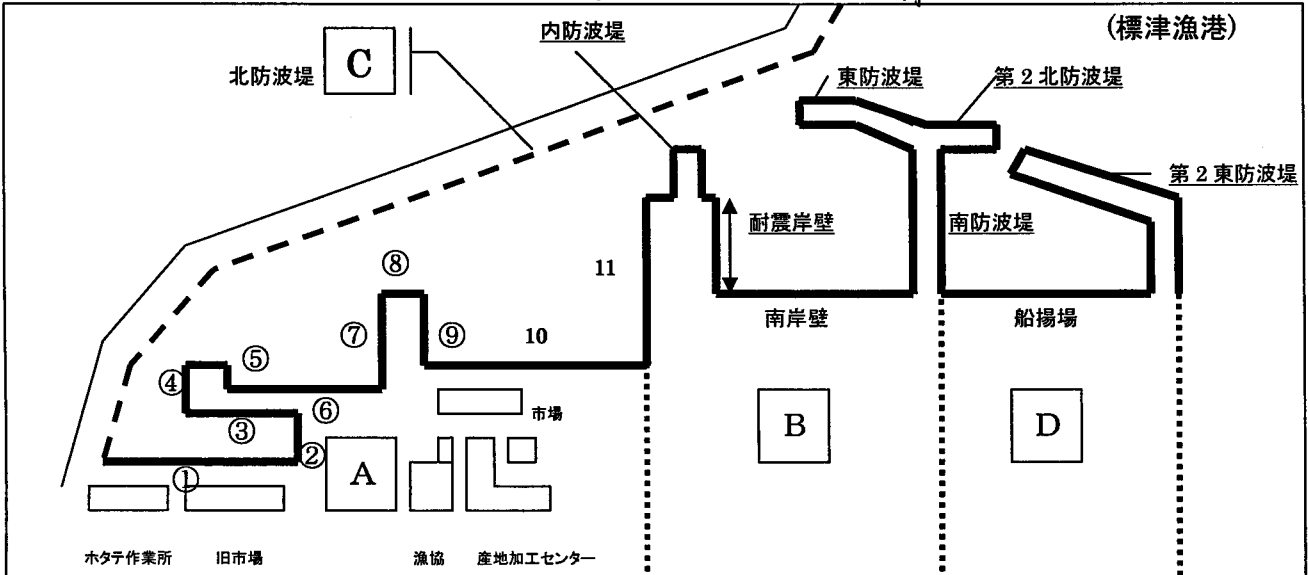 (標津漁港)
内防波堤
北防波堤
C
東防波堤
第2北防波堤
第2東防波堤
耐震岸壁
南防波堤
⑧
11
南岸壁
船揚場
⑦
⑨
10
⑤
④
⑥
市場
③
②
①
A
B
D
ホタテ作業所
旧市場
漁協
産地加工センター